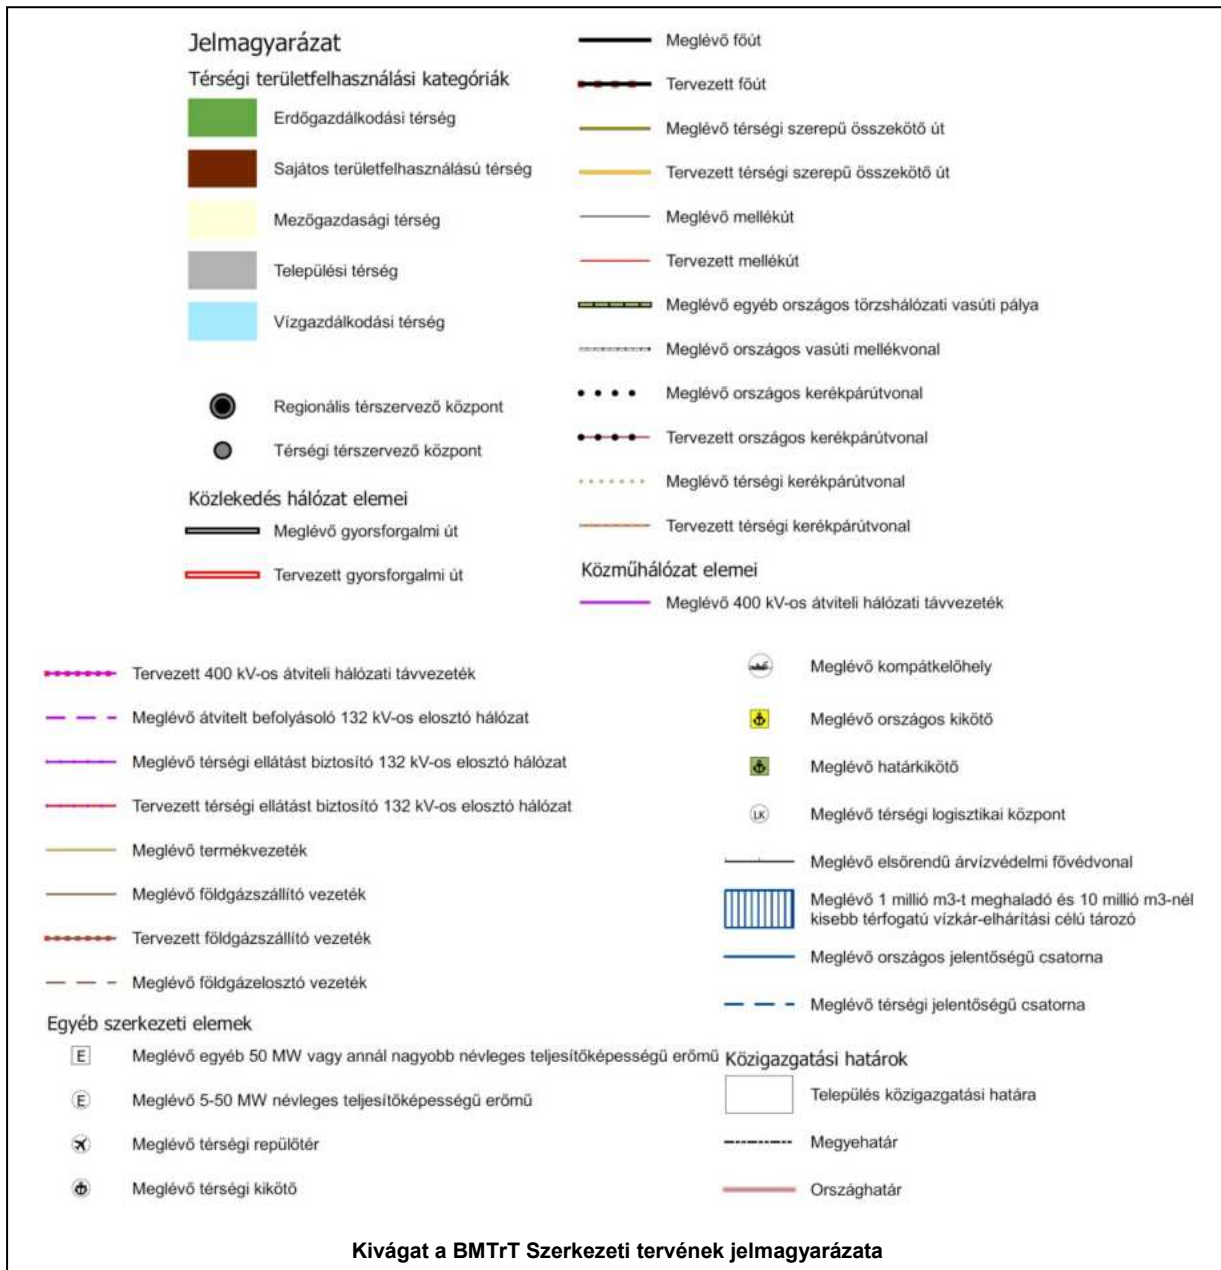 Jelmagyarázat
Térségi területfelhasználási kategóriák
Erdőgazdálkodási térség
Sajátos területfelhasználású térség
Mezőgazdasági térség
Települési térség
Vízgazdálkodási térség
Regionális térszervező központ
Térségi térszervező központ
Közlekedés hálózat elemei
Meglévő gyorsforgalmi út
Tervezett gyorsforgalmi út
Meglévő főút
Tervezett főút
Meglévő térségi szerepű összekötő út
Tervezett térségi szerepű összekötő út
Meglévő mellékút
Tervezett mellékút
Meglévő egyéb országos törzshálózati vasúti pálya
Meglévő országos vasúti mellékvonal
Meglévő országos kerékpárútvonal
Tervezett országos kerékpárútvonal
Meglévő térségi kerékpárútvonal
Tervezett térségi kerékpárútvonal
Közműhálózat elemei
Meglévő 400 kV-os átviteli hálózati távvezeték
Tervezett 400 kV-os átviteli hálózati távvezeték
Meglévő átvitelt befolyásoló 132 kV-os elosztó hálózat
Meglévő térségi ellátást biztosító 132 kV-os elosztó hálózat
Tervezett térségi ellátást biztosító 132 kV-os elosztó hálózat
Meglévő termékvezeték
Meglévő földgázszállító vezeték
Tervezett földgázszállító vezeték
Meglévő földgázelosztó vezeték
Egyéb szerkezeti elemek
E Meglévő egyéb 50 MW vagy annál nagyobb névleges teljesítőképességű erőmű
E Meglévő 5-50 MW névleges teljesítőképességű erőmű
Meglévő térségi repülőtér
Meglévő térségi kikötő
Meglévő kompátkelőhely
Meglévő országos kikötő
Meglévő határkikötő
LK Meglévő térségi logisztikai központ
Meglévő elsőrendű árvízvédelmi fővédvonal
Meglévő 1 millió m3-t meghaladó és 10 millió m3-nél
kisebb térfogatú vízkár-elhárítási célú tározó
Meglévő országos jelentőségű csatorna
Meglévő térségi jelentőségű csatorna
Közigazgatási határok
Település közigazgatási határa
Megyehatár
Országhatár
Kivágat a BMTrT Szerkezeti tervének jelmagyarázata